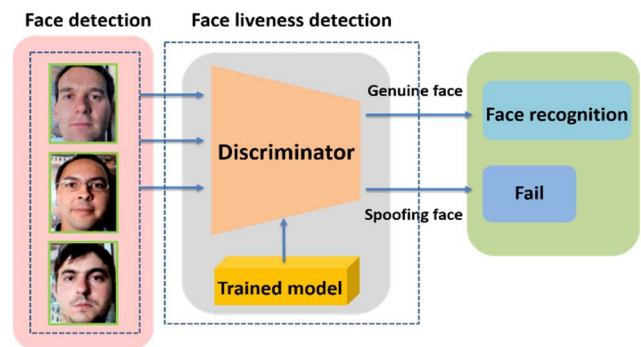 Face detection
Face liveness detection
Genuine face
Face recognition
Discriminator
Fail
Spoofing face
Trained model